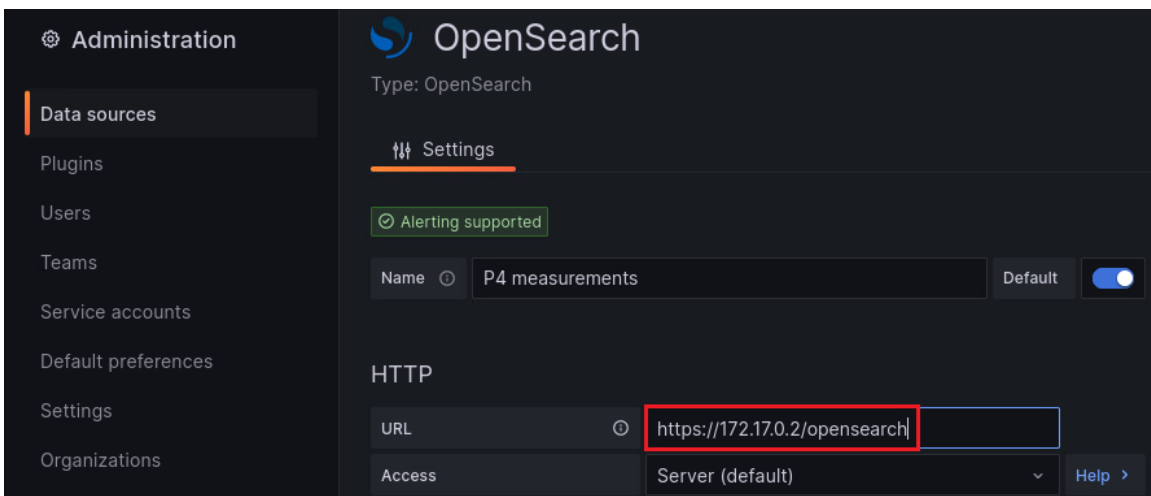 Administration
Data sources
Plugins
Users
Teams
Service accounts
Default preferences
Settings
Organizations
OpenSearch
Type: OpenSearch
Settings
Alerting supported
Name P4 measurements Default
HTTP
URL https://172.17.0.2/opensearch
Access Server (default) Help >